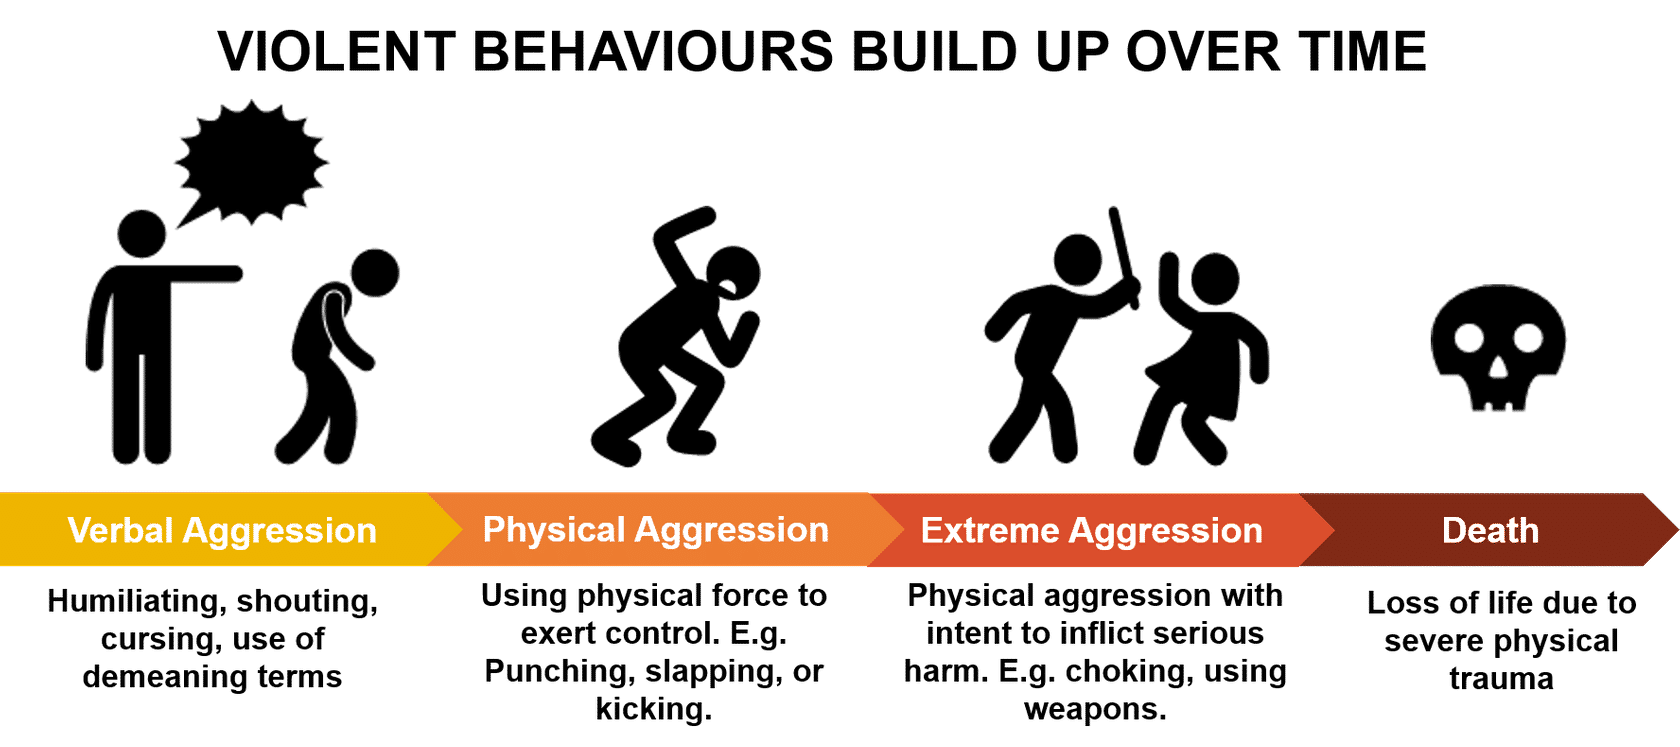 VIOLENT BEHAVIOURS BUILD UP OVER TIME
Verbal Aggression
Humiliating, shouting,
cursing, use of
demeaning terms
Physical Aggression
Using physical force to
exert control. E.g.
Punching, slapping, or
kicking.
Extreme Aggression
Physical aggression with
intent to inflict serious
harm. E.g. choking, using
weapons.
Death
Loss of life due to
severe physical
trauma